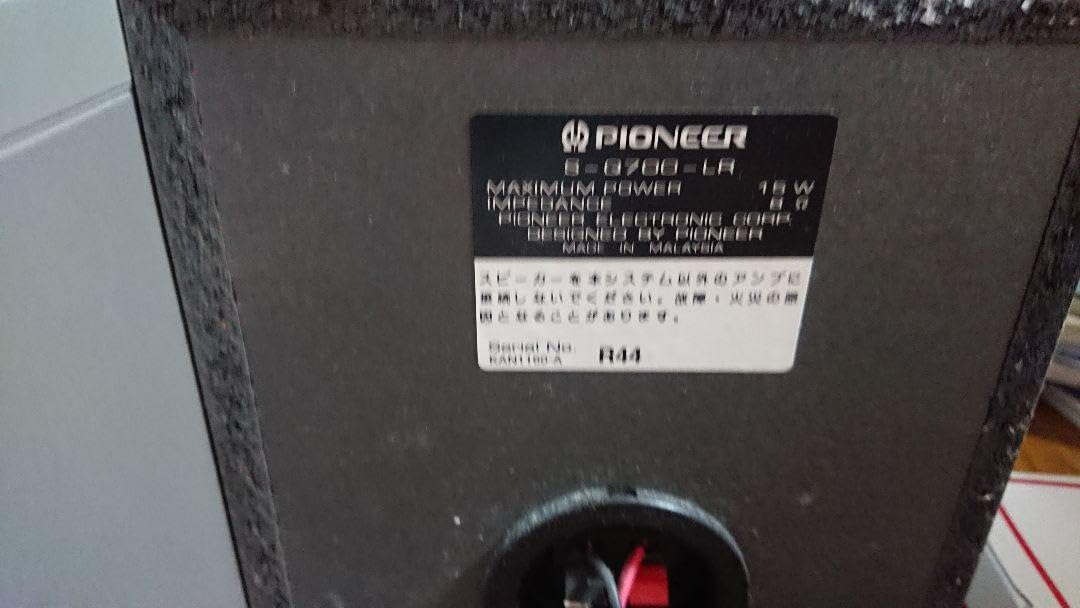 PIONEER
MAXIMUM POWER 15 W
IMPEDANCE
PIONEER ELECTRONIC CORP.
DESIGNED BY PIONEER
MADE IN MALAYSIA
スピーカーを本システム以外のアンプに
接続しないでください。故障・火災の原
因となることがあります。
Serial No. R44
RAN1160-A